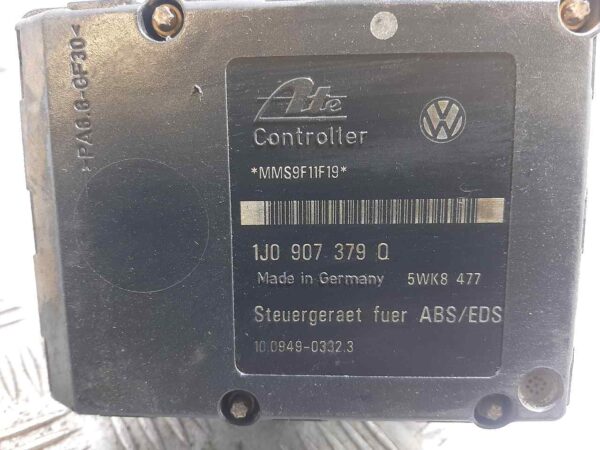 >PA6.6-GF30<
Ate
VW
Controller
*MMS9F11F19*
1J0 907 379 Q
Made in Germany 5WK8 477
Steuergeraet fuer ABS/EDS
10.0949-0332.3